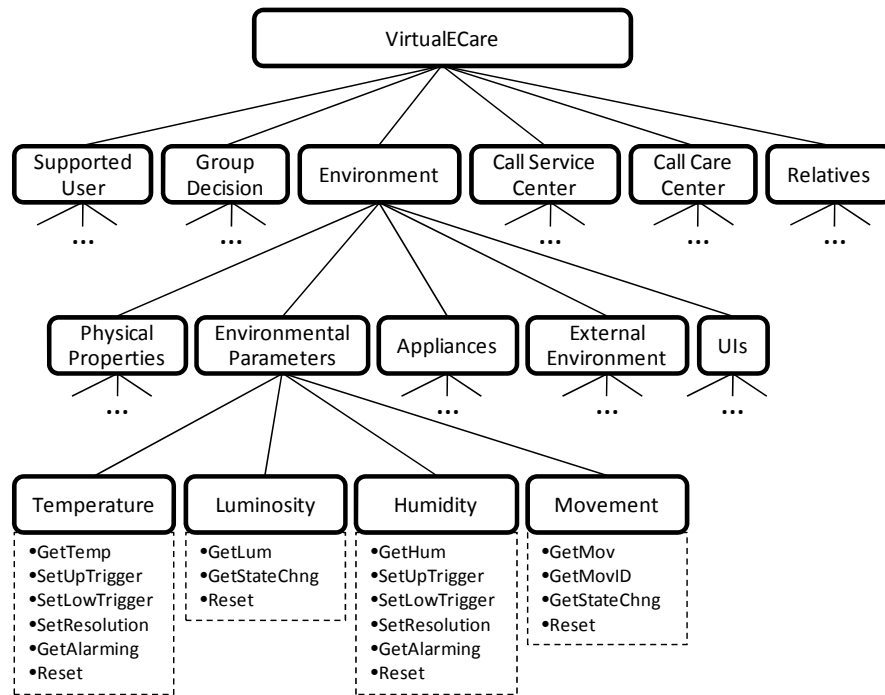 VirtualECare
Supported
User
Group
Decision
Environment
Call Service
Center
Call Care
Center
Relatives
...
...
...
...
...
Physical
Properties
Environmental
Parameters
Appliances
External
Environment
UIs
...
...
...
...
Temperature
Luminosity
Humidity
Movement
•GetTemp
•SetUpTrigger
•SetLowTrigger
•SetResolution
•GetAlarming
•Reset
•GetLum
•GetStateChng
•Reset
•GetHum
•SetUpTrigger
•SetLowTrigger
•SetResolution
•GetAlarming
•Reset
•GetMov
•GetMovID
•GetStateChng
•Reset